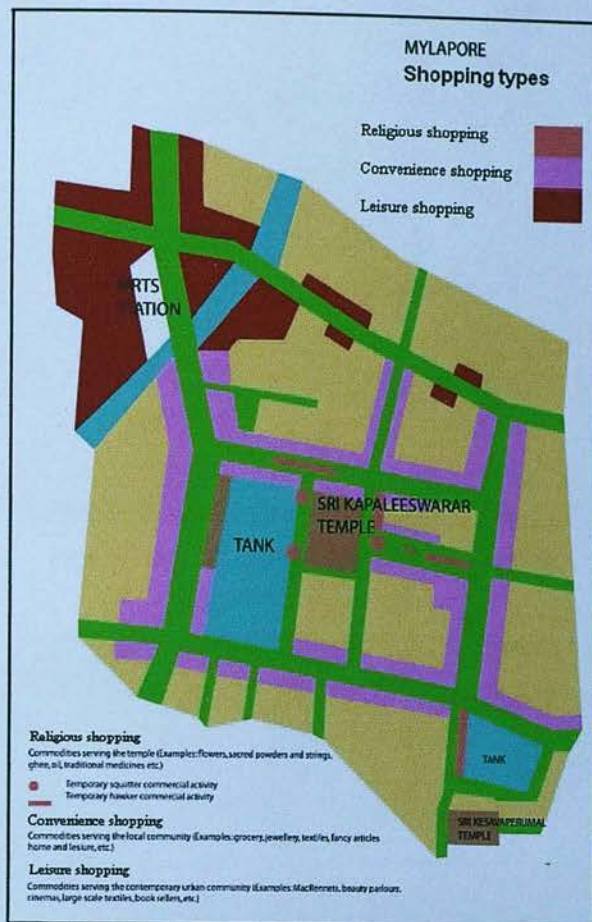 MYLAPORE
Shopping types
Religious shopping
Convenience shopping
Leisure shopping
MRTS
STATION
SRI KAPALEESWARAR
TEMPLE
TANK
TANK
SRI KESAVAPERUMAL
TEMPLE
Religious shopping
Commodities serving the temple (Examples: flowers, sacred powders and strings,
ghee, oil, traditional medicines etc.)
Temporary squatter commercial activity
Temporary hawker commercial activity
Convenience shopping
Commodities serving the local community (Examples: grocery, jewellery, textiles, fancy articles
home and leisure, etc.)
Leisure shopping
Commodities serving the contemporary urban community (Examples: beauty parlours,
cinemas, large scale textiles, book sellers, etc.)